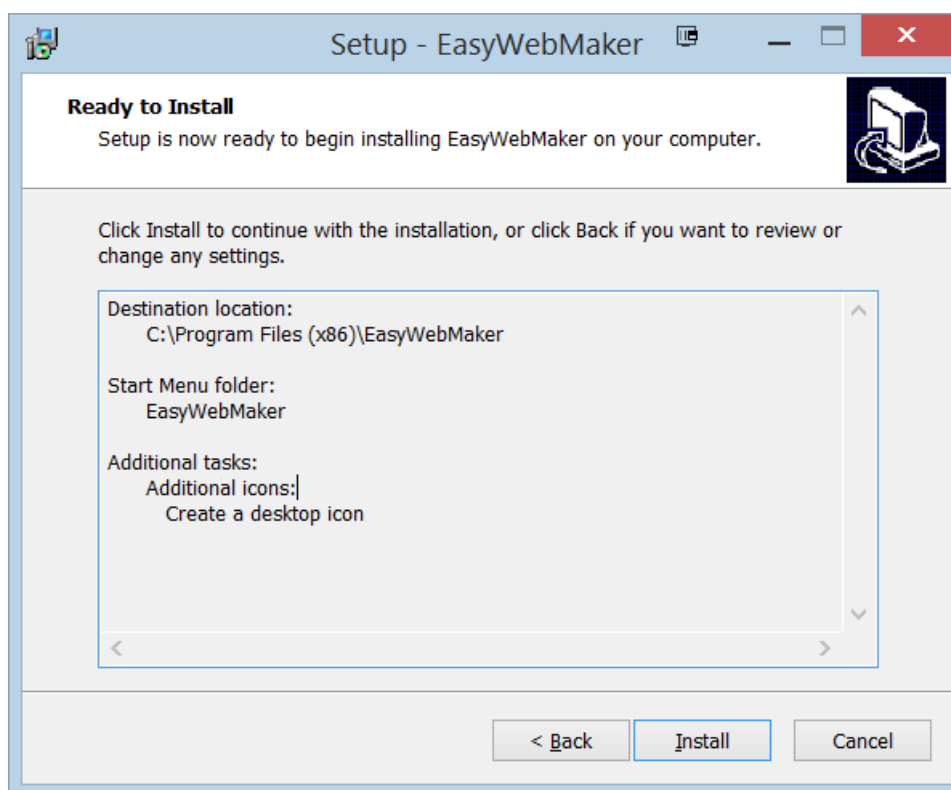 Setup - EasyWebMaker
Ready to Install
Setup is now ready to begin installing EasyWebMaker on your computer.
Click Install to continue with the installation, or click Back if you want to review or
change any settings.
Destination location:
C:\Program Files (x86)\EasyWebMaker
Start Menu folder:
EasyWebMaker
Additional tasks:
Additional icons:
Create a desktop icon
< Back
Install
Cancel